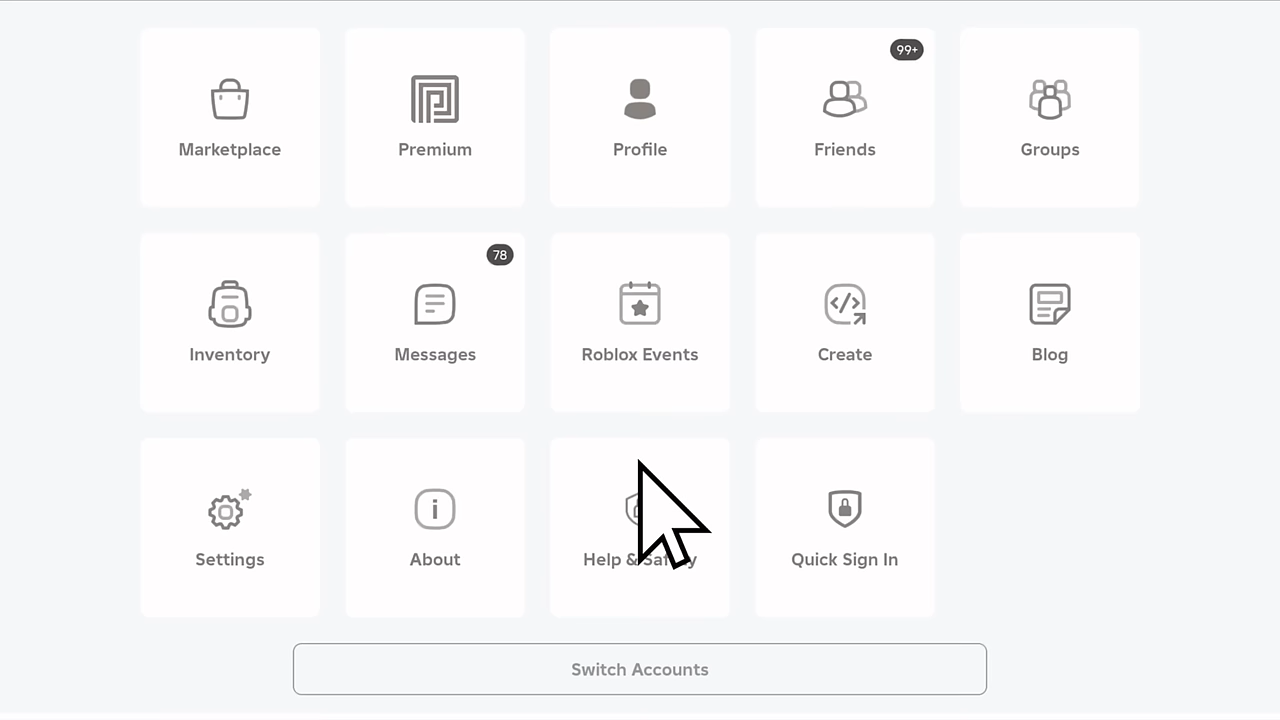 99+
Marketplace
Premium
Profile
Friends
Groups
78
Inventory
Messages
Roblox Events
Create
Blog
Settings
About
Help &
Quick Sign In
Switch Accounts